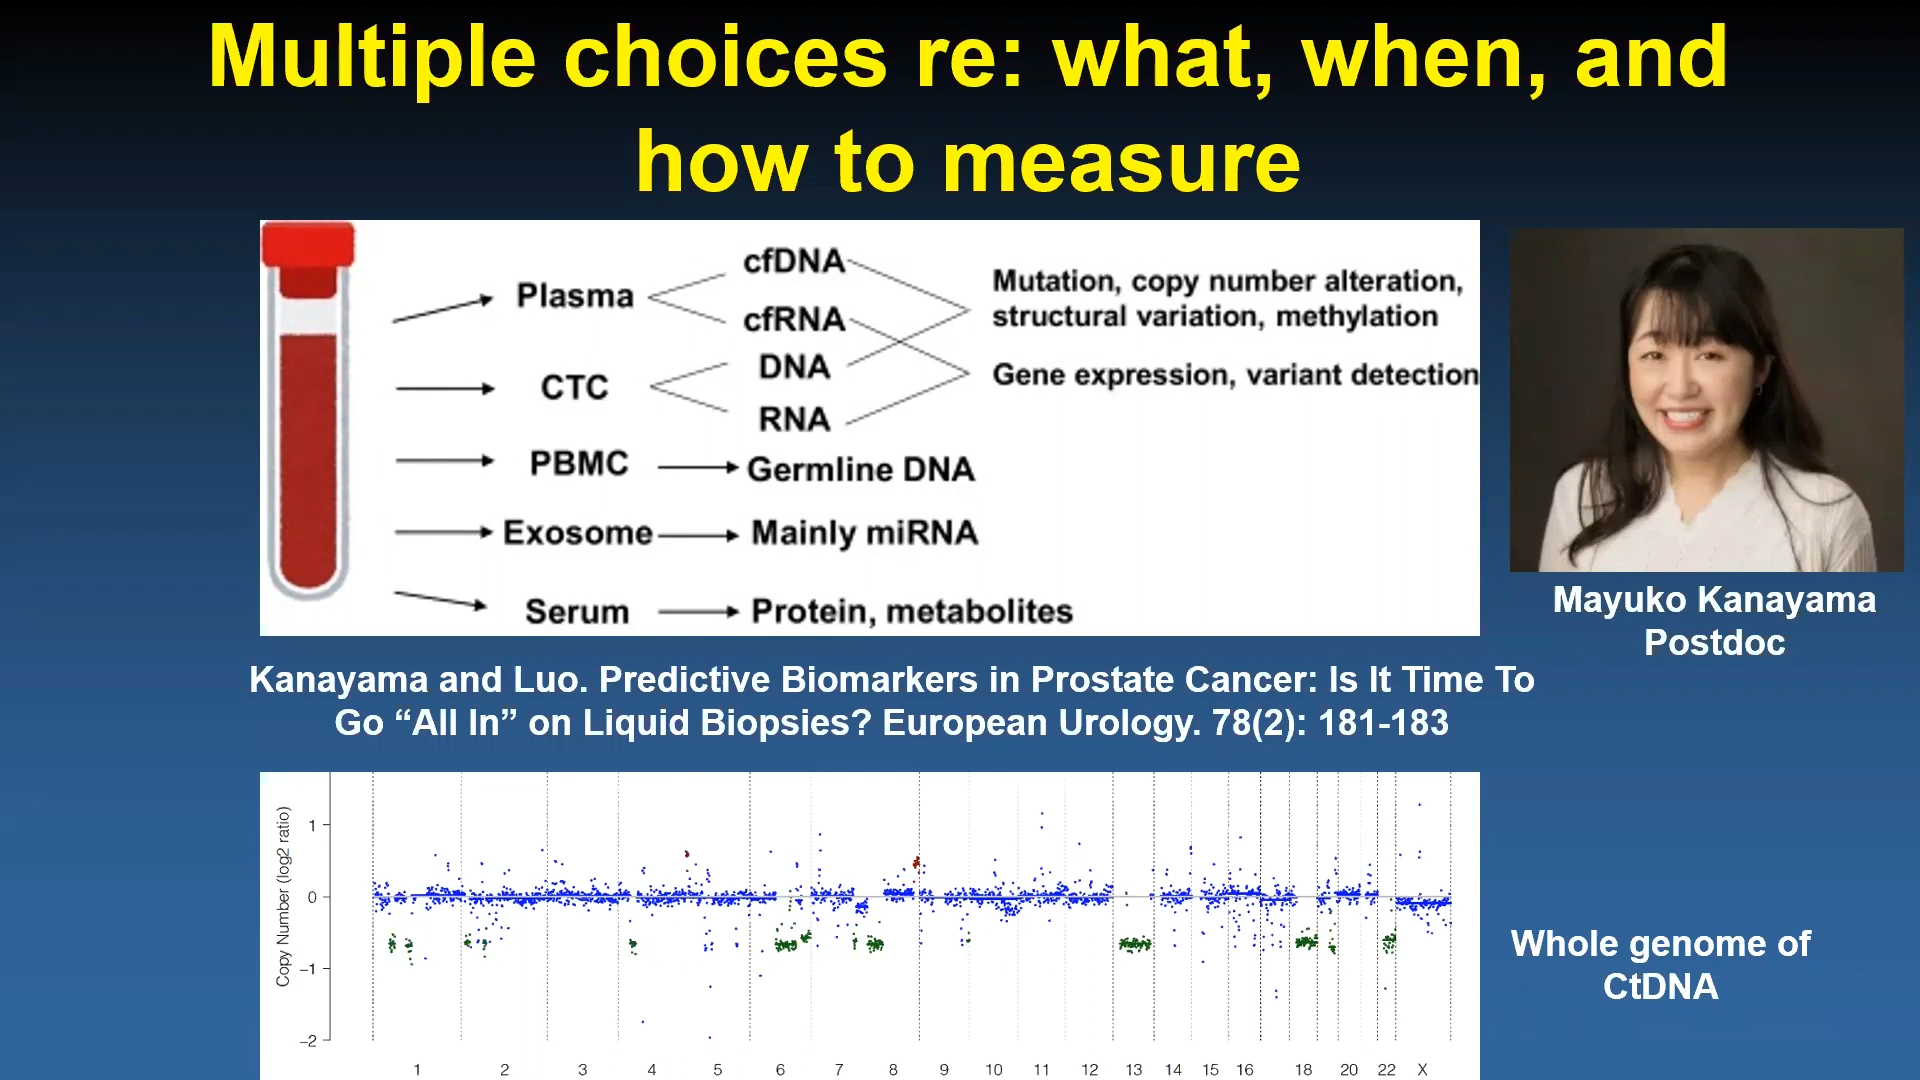 Multiple choices re: what, when, and
how to measure
Plasma
cfDNA
cfRNA
Mutation, copy number alteration,
structural variation, methylation
CTC
DNA
RNA
Gene expression, variant detection
PBMC
Germline DNA
Exosome
Mainly miRNA
Serum
Protein, metabolites
Mayuko Kanayama
Postdoc
Kanayama and Luo. Predictive Biomarkers in Prostate Cancer: Is It Time To
Go “All In” on Liquid Biopsies? European Urology. 78(2): 181-183
Copy Number (log2 ratio)
1
0
−1
−2
1 2 3 4 5 6 7 8 9 10 11 12 13 14 15 16 18 20 22 X
Whole genome of
CtDNA